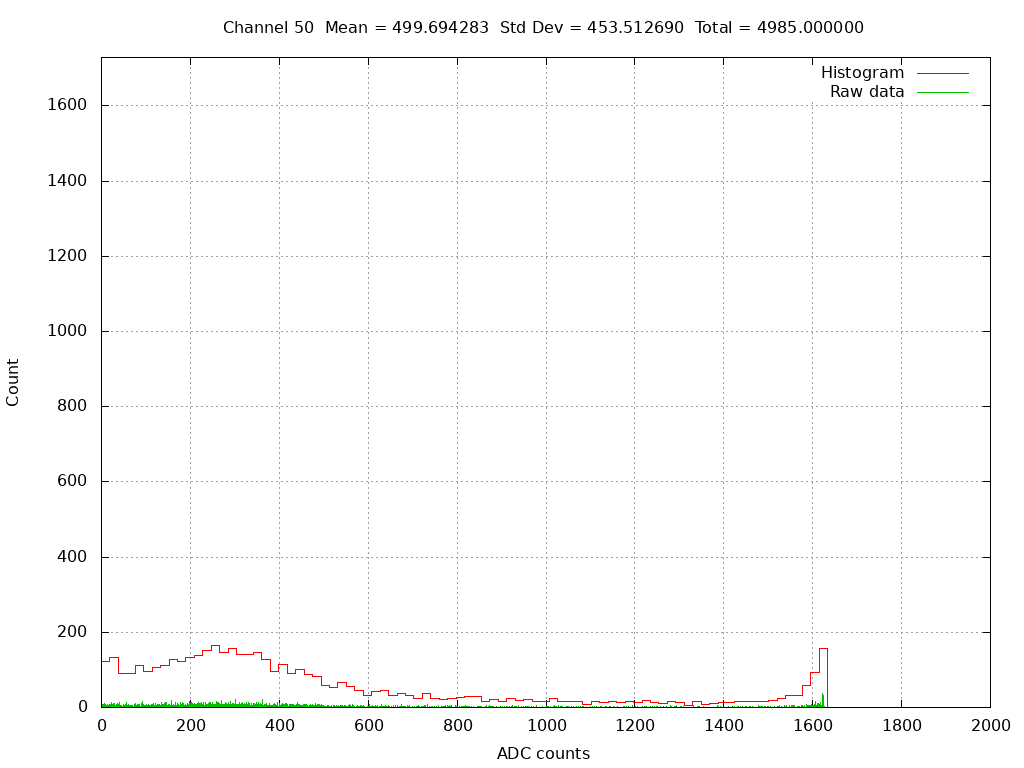 Channel 50  Mean = 499.694283  Std Dev = 453.512690  Total = 4985.000000
Histogram
Raw data
1600
1400
1200
1000
800
600
400
200
0
Count
0 200 400 600 800 1000 1200 1400 1600 1800 2000
ADC counts